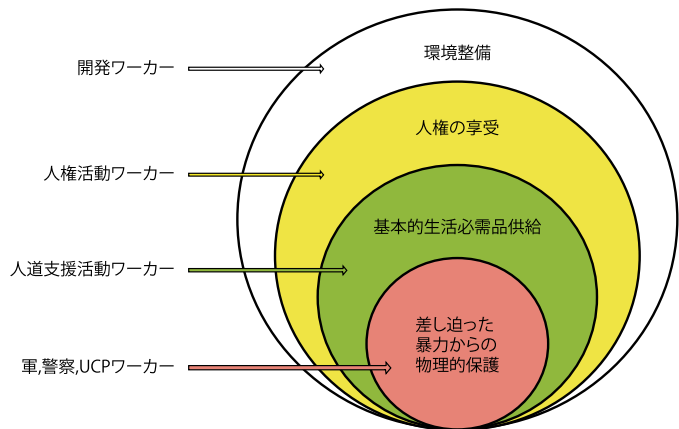 環境整備
開発ワーカー
人権の享受
人権活動ワーカー
基本的生活必需品供給
人道支援活動ワーカー
差し迫った
暴力からの
物理的保護
軍,警察,UCPワーカー